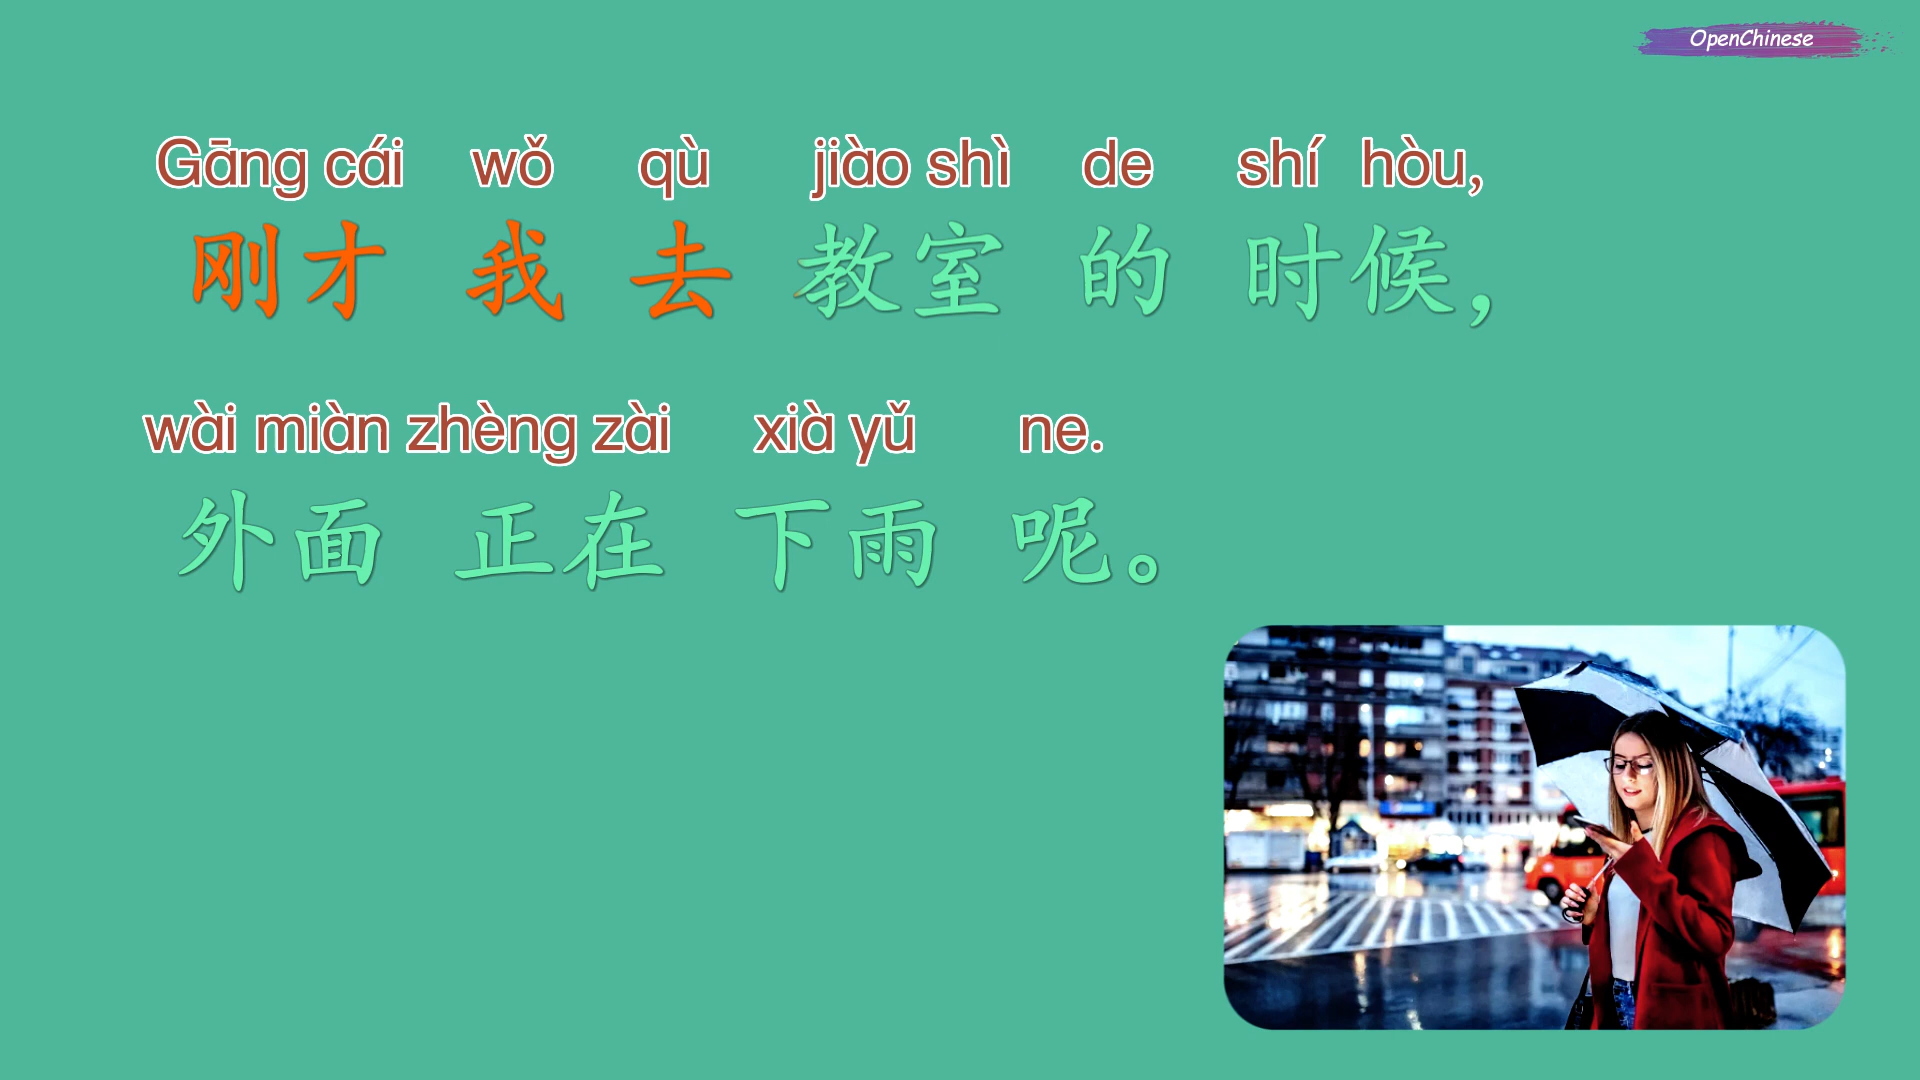 OpenChinese
Gāng cái wǒ qù jiào shì de shí hòu,
刚才 我 去 教室 的 时候，
wài miàn zhèng zài xià yǔ ne.
外面 正在 下雨 呢。